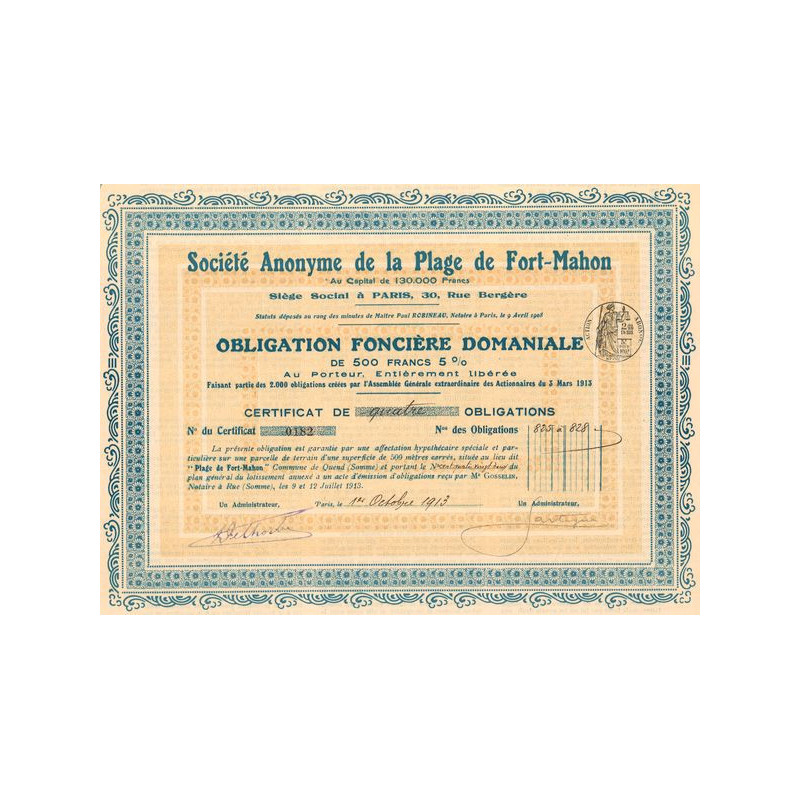 Société Anonyme de la Plage de Fort-Mahon
Au Capital de 130.000 Francs
Siège Social à PARIS, 30, Rue Bergère
Statuts déposés au rang des minutes de Maître Paul ROBINEAU, Notaire à Paris, le 9 Avril 1908
OBLIGATION FONCIÈRE DOMANIALE
DE 500 FRANCS 5 %
Au Porteur, Entièrement libérée
Faisant partie des 2.000 obligations créées par l'Assemblée Générale extraordinaire des Actionnaires du 3 Mars 1913
CERTIFICAT DE quatre OBLIGATIONS
No du Certificat 0182 Nos des Obligations 825 à 828
La présente obligation est garantie par une affectation hypothécaire spéciale et par-
ticulière sur une parcelle de terrain d'une superficie de 500 mètres carrés, située au lieu dit
"Plage de Fort-Mahon" Commune de Quend (Somme) et portant le No du
plan général du lotissement annexé à un acte d'émission d'obligations reçu par Me GOSSELIN,
Notaire à Rue (Somme), les 9 et 12 Juillet 1913.
Un Administrateur, Paris, le 1er Octobre 1913 Un Administrateur,